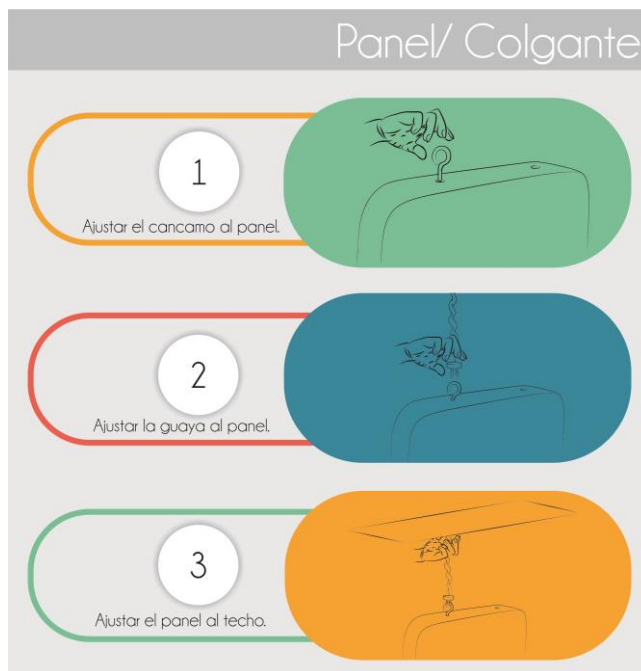 Panel/ Colgante
1
Ajustar el cancamo al panel.
2
Ajustar la guaya al panel.
3
Ajustar el panel al techo.